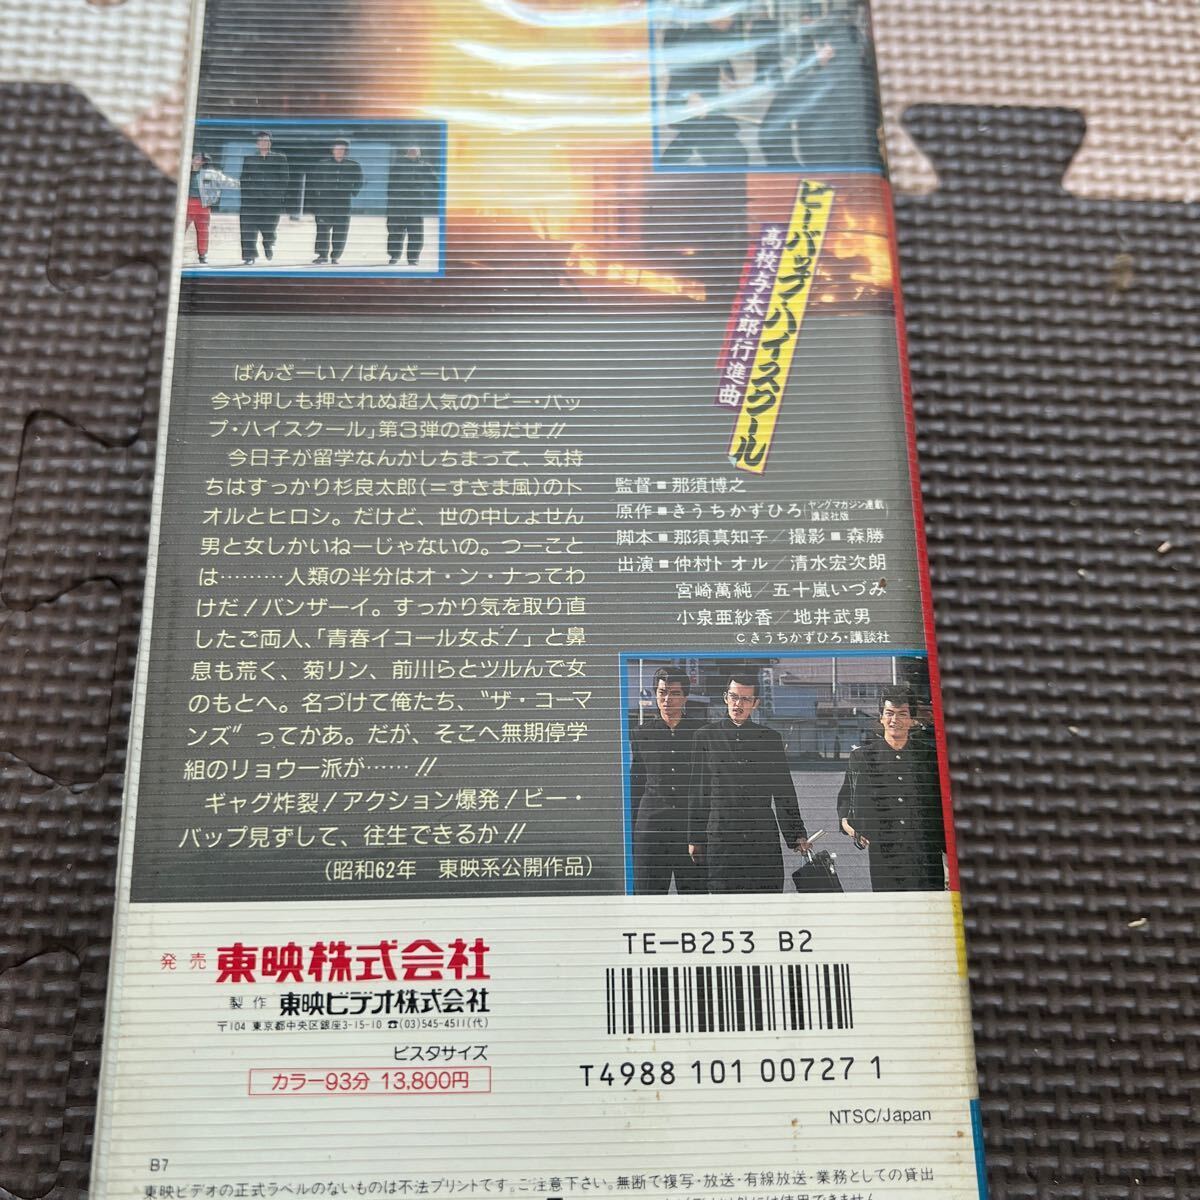 ビーバップハイスクール
高校与太郎行進曲
ばんざーい!ばんざーい!
今や押しも押されぬ超人気の「ビー・バッ
プ・ハイスクール」第3弾の登場だぜ!!
今日子が留学なんかしちまって、気持
ちはすっかり杉良太郎(=すきま風)のト
オルとヒロシ。だけど、世の中しょせん
男と女しかいねーじゃないの。つーこと
は………人類の半分はオ・ン・ナってわ
けだ!バンザーイ。すっかり気を取り直
したご両人、「青春イコール女よ!」と鼻
息も荒く、菊リン、前川らとツルんで女
のもとへ。名づけて俺たち、“ザ・コーマ
ンズ”ってかあ。だが、そこへ無期停学
組のリョウ一派が……!!
ギャグ炸裂!アクション爆発!ビー・
バップ見ずして、往生できるか!!
(昭和62年 東映系公開作品)
監督■那須博之
原作■きうちかずひろ(ヤングマガジン連載 講談社版)
脚本■那須真知子/撮影■森勝
出演■仲村トオル/清水宏次朗
宮崎萬純/五十嵐いづみ
小泉亜紗香/地井武男
©きうちかずひろ・講談社
発売 東映株式会社
製作 東映ビデオ株式会社
〒104 東京都中央区銀座3-15-10 ☎(03)545-4511(代)
ビスタサイズ
カラー93分 13,800円
TE-B253 B2
T4988 101 00727 1
NTSC/Japan
B7
東映ビデオの正式ラベルのないものは不法プリントです。ご注意下さい。無断で複写・放送・有線放送・業務としての貸出